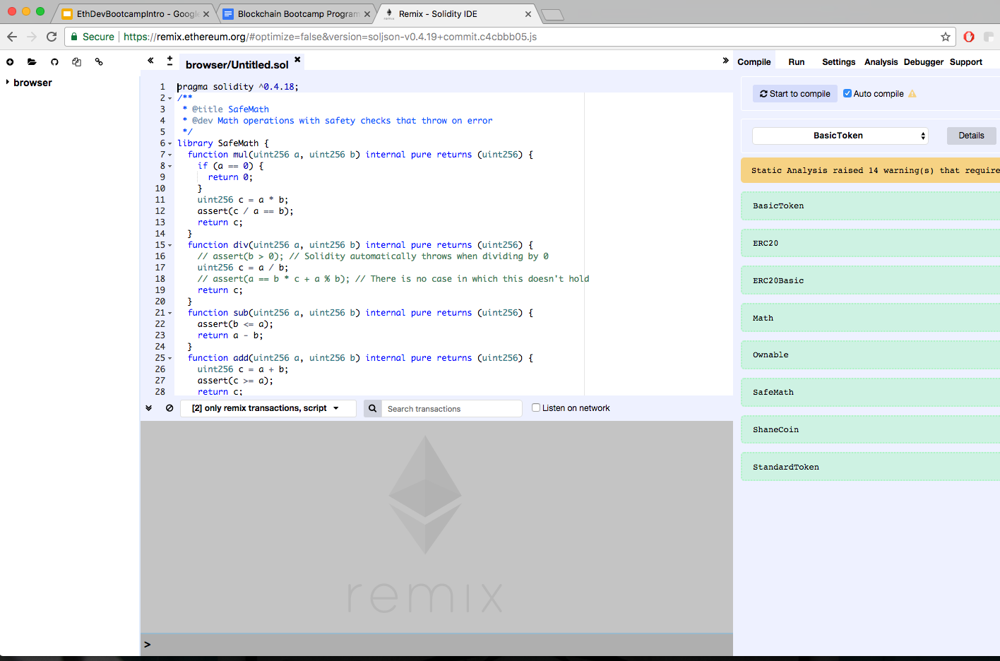 EthDevBootcampIntro - Google
Blockchain Bootcamp Program
Remix - Solidity IDE
Secure
https://remix.ethereum.org/#optimize=false&version=soljson-v0.4.19+commit.c4cbbb05.js
browser
browser/Untitled.sol
1 pragma solidity ^0.4.18;
2 /**
3 * @title SafeMath
4 * @dev Math operations with safety checks that throw on error
5 */
6 library SafeMath {
7 function mul(uint256 a, uint256 b) internal pure returns (uint256) {
8 if (a == 0) {
9 return 0;
10 }
11 uint256 c = a * b;
12 assert(c / a == b);
13 return c;
14 }
15 function div(uint256 a, uint256 b) internal pure returns (uint256) {
16 // assert(b > 0); // Solidity automatically throws when dividing by 0
17 uint256 c = a / b;
18 // assert(a == b * c + a % b); // There is no case in which this doesn't hold
19 return c;
20 }
21 function sub(uint256 a, uint256 b) internal pure returns (uint256) {
22 assert(b <= a);
23 return a - b;
24 }
25 function add(uint256 a, uint256 b) internal pure returns (uint256) {
26 uint256 c = a + b;
27 assert(c >= a);
28 return c;
[2] only remix transactions, script
Search transactions
Listen on network
remix
>
Compile Run Settings Analysis Debugger Support
Start to compile
Auto compile
BasicToken
Details
Static Analysis raised 14 warning(s) that require
BasicToken
ERC20
ERC20Basic
Math
Ownable
SafeMath
ShaneCoin
StandardToken